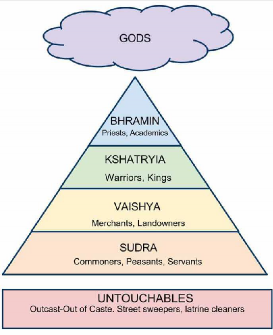 GODS
BHRAMIN
Priests, Academics
KSHATRYIA
Warriors, Kings
VAISHYA
Merchants, Landowners
SUDRA
Commoners, Peasants, Servants
UNTOUCHABLES
Outcast-Out of Caste. Street sweepers, latrine cleaners